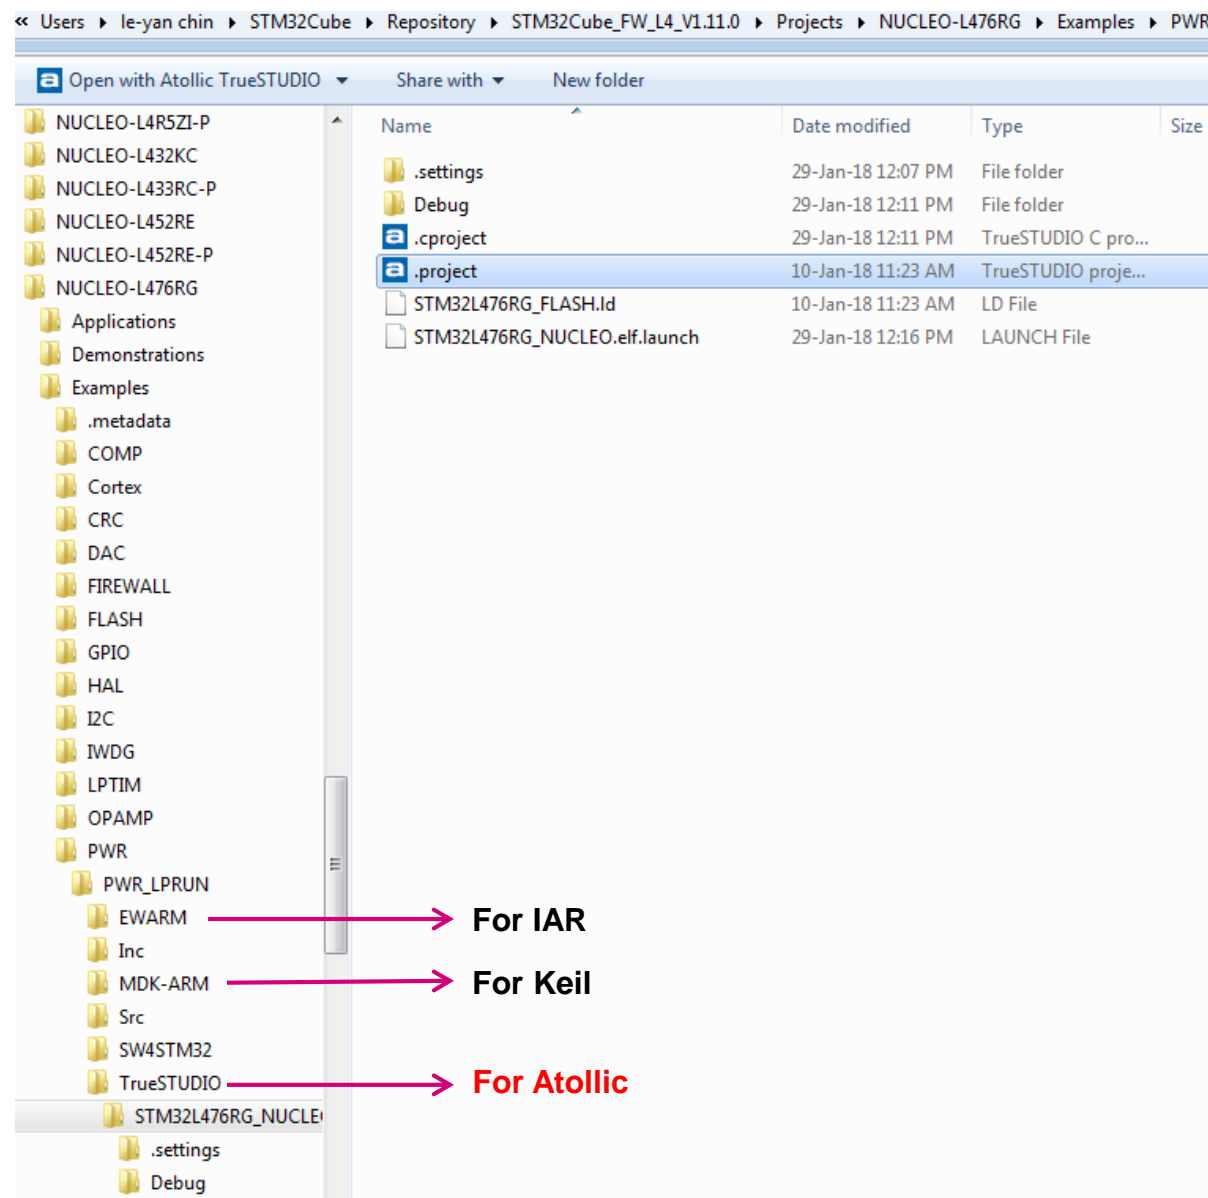 « Users ▸ le-yan chin ▸ STM32Cube ▸ Repository ▸ STM32Cube_FW_L4_V1.11.0 ▸ Projects ▸ NUCLEO-L476RG ▸ Examples ▸ PWR
Open with Atollic TrueSTUDIO ▼ Share with ▼ New folder
NUCLEO-L4R5ZI-P
NUCLEO-L432KC
NUCLEO-L433RC-P
NUCLEO-L452RE
NUCLEO-L452RE-P
NUCLEO-L476RG
Applications
Demonstrations
Examples
.metadata
COMP
Cortex
CRC
DAC
FIREWALL
FLASH
GPIO
HAL
I2C
IWDG
LPTIM
OPAMP
PWR
PWR_LPRUN
EWARM
Inc
MDK-ARM
Src
SW4STM32
TrueSTUDIO
STM32L476RG_NUCLE
.settings
Debug
Name Date modified Type Size
.settings 29-Jan-18 12:07 PM File folder
Debug 29-Jan-18 12:11 PM File folder
.cproject 29-Jan-18 12:11 PM TrueSTUDIO C pro...
.project 10-Jan-18 11:23 AM TrueSTUDIO proje...
STM32L476RG_FLASH.ld 10-Jan-18 11:23 AM LD File
STM32L476RG_NUCLEO.elf.launch 29-Jan-18 12:16 PM LAUNCH File
For IAR
For Keil
For Atollic